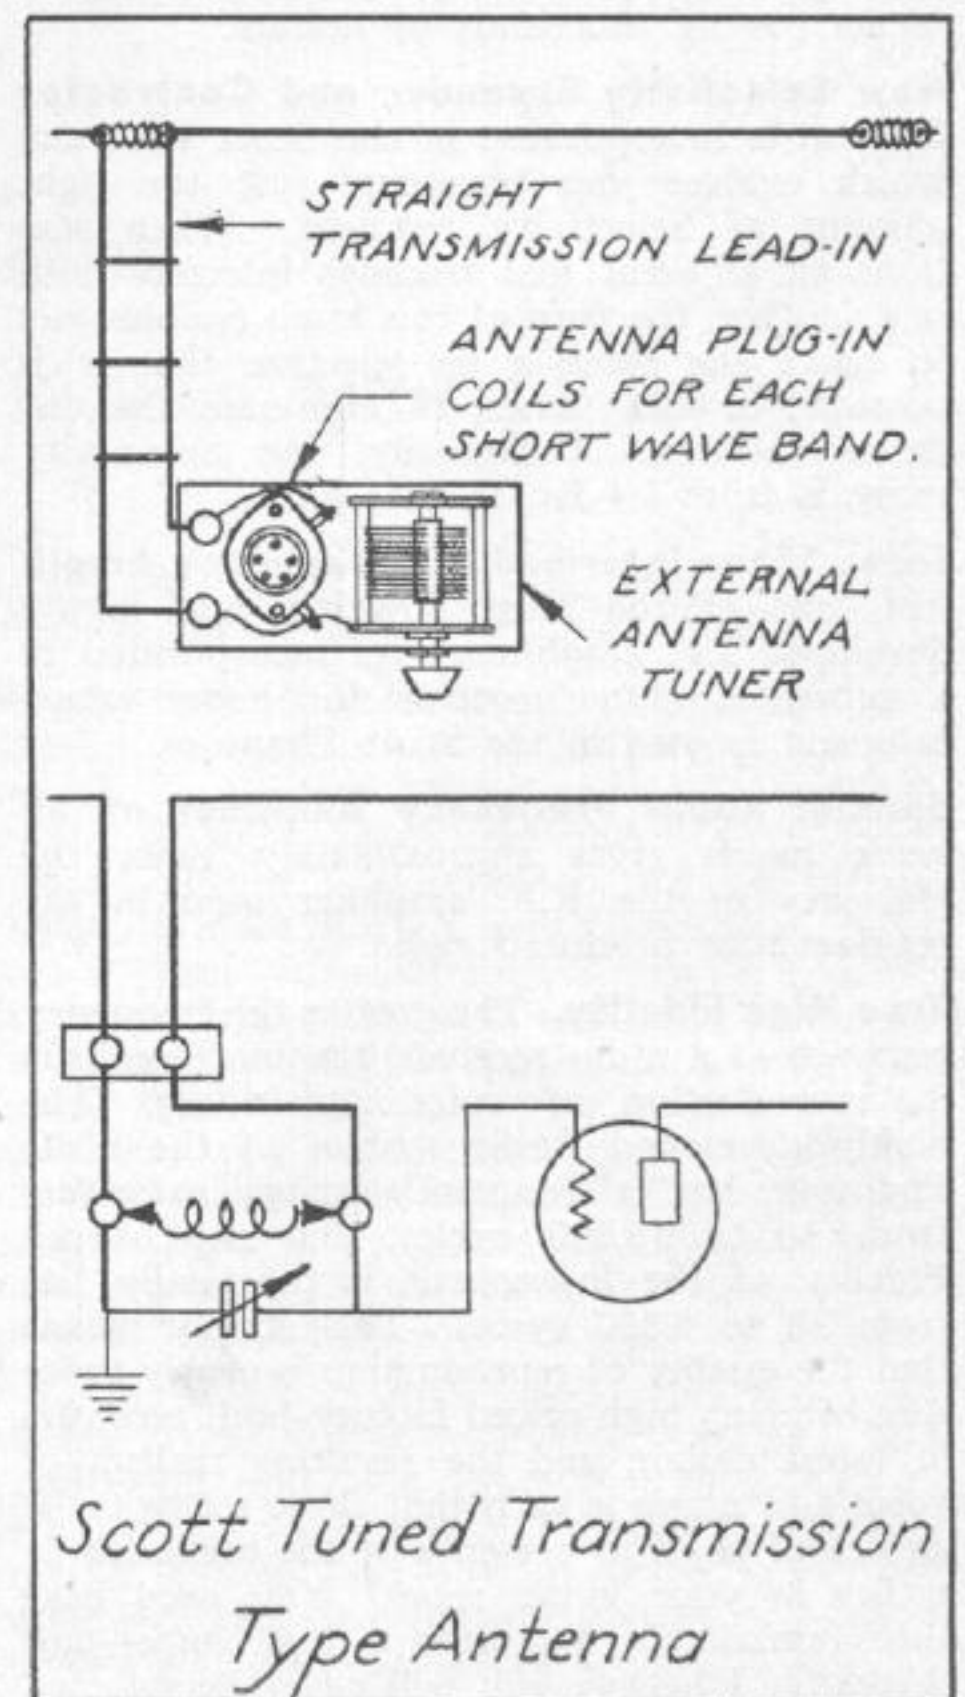 STRAIGHT
TRANSMISSION LEAD-IN
ANTENNA PLUG-IN
COILS FOR EACH
SHORT WAVE BAND.
EXTERNAL
ANTENNA
TUNER
Scott Tuned Transmission
Type Antenna